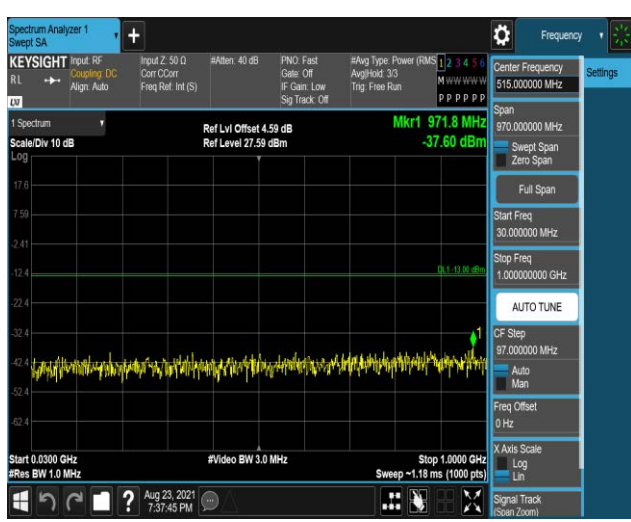 Spectrum Analyzer 1
Swept SA
Frequency
KEYSIGHT
RL
Input: RF
Coupling: DC
Align: Auto
Input Z: 50 Ω
Corr CCorr
Freq Ref: Int (S)
#Atten: 40 dB
PNO: Fast
Gate: Off
IF Gain: Low
Sig Track: Off
#Avg Type: Power (RMS
Avg|Hold: 3/3
Trig: Free Run
1 2 3 4 5 6
M W W W W W
P P P P P P
LXI
1 Spectrum
Scale/Div 10 dB
Log
Ref Lvl Offset 4.59 dB
Ref Level 27.59 dBm
Mkr1 971.8 MHz
-37.60 dBm
17.6
7.59
-2.41
-12.4
DL1 -13.00 dBm
-22.4
-32.4
1
-42.4
-52.4
-62.4
Start 0.0300 GHz
#Res BW 1.0 MHz
#Video BW 3.0 MHz
Stop 1.0000 GHz
Sweep ~1.18 ms (1000 pts)
Aug 23, 2021
7:37:45 PM
Center Frequency
515.000000 MHz
Settings
Span
970.000000 MHz
Swept Span
Zero Span
Full Span
Start Freq
30.000000 MHz
Stop Freq
1.000000000 GHz
AUTO TUNE
CF Step
97.000000 MHz
Auto
Man
Freq Offset
0 Hz
X Axis Scale
Log
Lin
Signal Track
(Span Zoom)